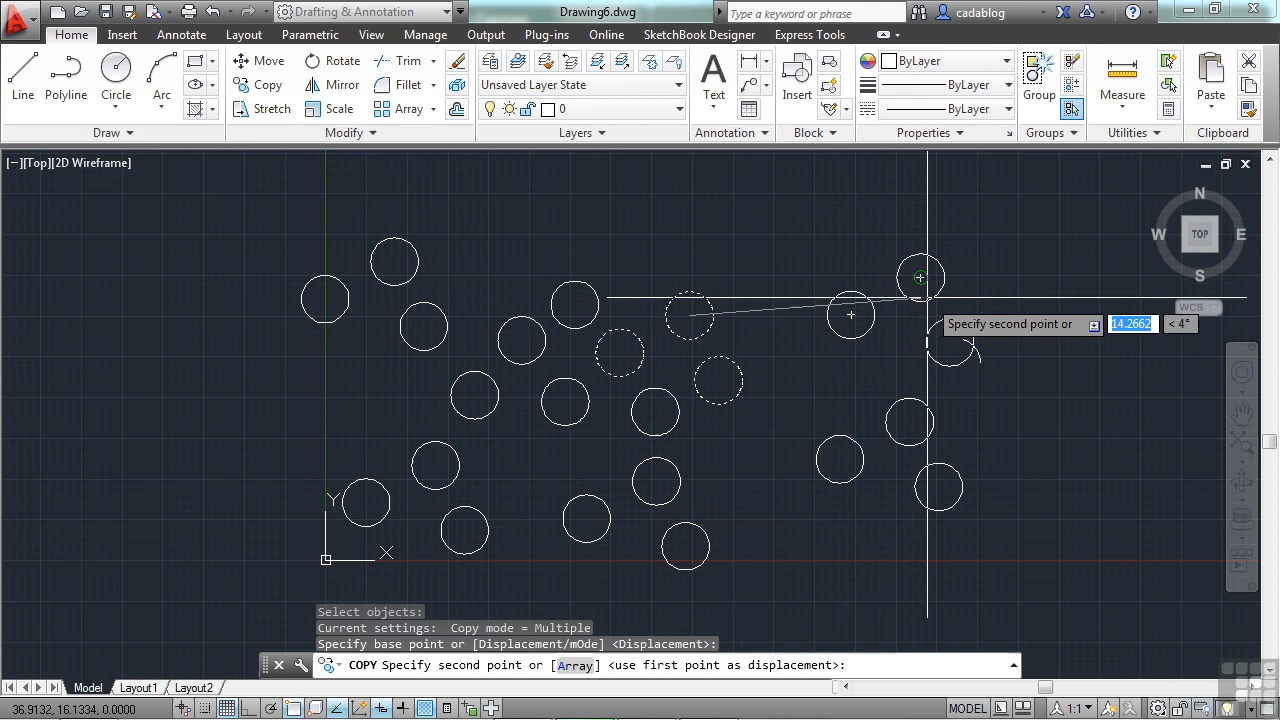 Drafting & Annotation
Drawing6.dwg
Type a keyword or phrase
cadablog
Home Insert Annotate Layout Parametric View Manage Output Plug-ins Online SketchBook Designer Express Tools
Line Polyline Circle Arc
Move Rotate Trim
Copy Mirror Fillet
Stretch Scale Array
Unsaved Layer State
0
Text
Insert
ByLayer
ByLayer
ByLayer
Group
Measure
Paste
Draw Modify Layers Annotation Block Properties Groups Utilities Clipboard
[−][Top][2D Wireframe]
N
W TOP E
S
WCS
Specify second point or 14.2662 < 4°
Y
X
Select objects:
Current settings: Copy mode = Multiple
Specify base point or [Displacement/mOde] <Displacement>:
COPY Specify second point or [Array] <use first point as displacement>:
Model Layout1 Layout2
36.9132, 16.1334, 0.0000
MODEL
1:1